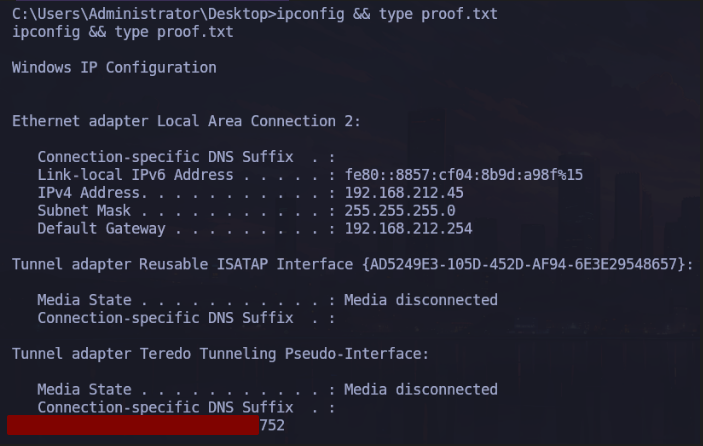 C:\Users\Administrator\Desktop>ipconfig && type proof.txt
ipconfig && type proof.txt
Windows IP Configuration
Ethernet adapter Local Area Connection 2:
Connection-specific DNS Suffix  . :
Link-local IPv6 Address . . . . . : fe80::8857:cf04:8b9d:a98f%15
IPv4 Address. . . . . . . . . . . : 192.168.212.45
Subnet Mask . . . . . . . . . . . : 255.255.255.0
Default Gateway . . . . . . . . . : 192.168.212.254
Tunnel adapter Reusable ISATAP Interface {AD5249E3-105D-452D-AF94-6E3E29548657}:
Media State . . . . . . . . . . . : Media disconnected
Connection-specific DNS Suffix  . :
Tunnel adapter Teredo Tunneling Pseudo-Interface:
Media State . . . . . . . . . . . : Media disconnected
Connection-specific DNS Suffix  . :
752